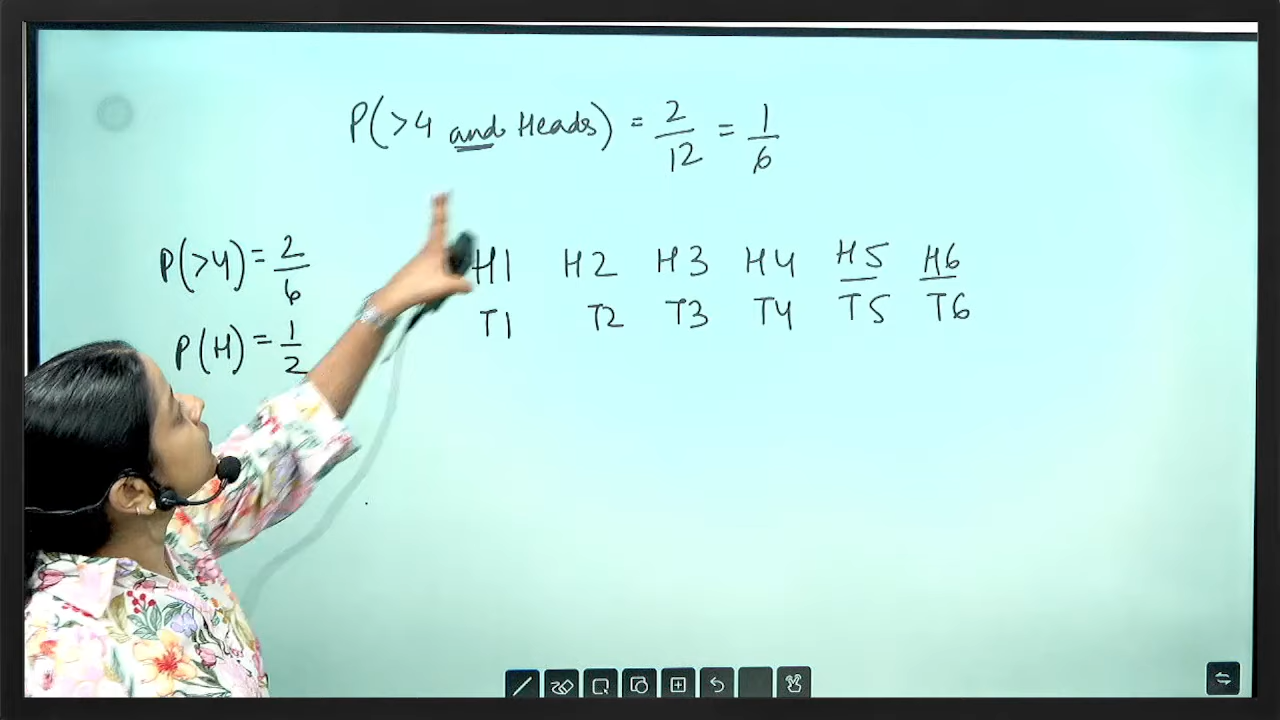 P(>4 and Heads) = 2/12 = 1/6
P(>4) = 2/6
P(H) = 1/2
H1 H2 H3 H4 H5 H6
T1 T2 T3 T4 T5 T6